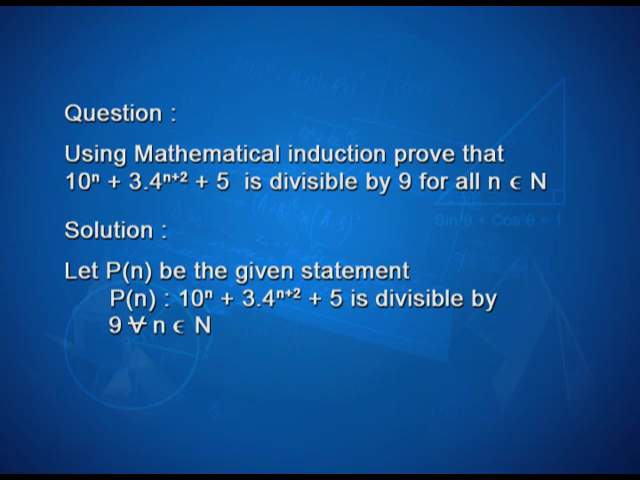 Question :
Using Mathematical induction prove that
10ⁿ + 3.4ⁿ⁺² + 5 is divisible by 9 for all n ϵ N
Solution :
Let P(n) be the given statement
P(n) : 10ⁿ + 3.4ⁿ⁺² + 5 is divisible by
9 ∀ n ϵ N